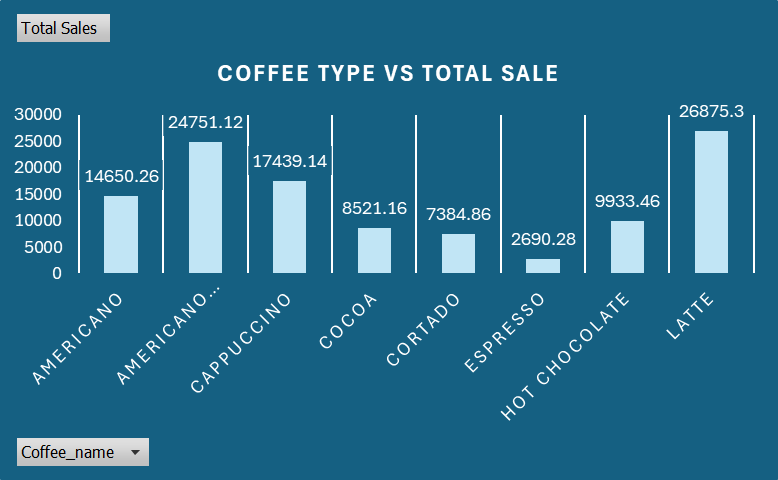 Total Sales
COFFEE TYPE VS TOTAL SALE
30000
25000
20000
15000
10000
5000
0
14650.26
24751.12
17439.14
8521.16
7384.86
2690.28
9933.46
26875.3
AMERICANO
AMERICANO...
CAPPUCCINO
COCOA
CORTADO
ESPRESSO
HOT CHOCOLATE
LATTE
Coffee_name